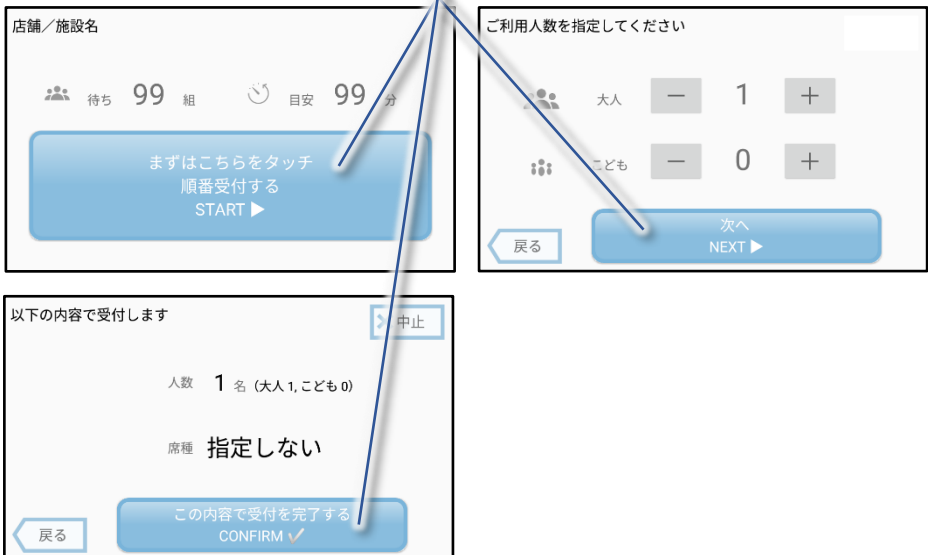 店舗／施設名
待ち 99 組 目安 99 分
まずはこちらをタッチ
順番受付する
START ▶
ご利用人数を指定してください
大人 － 1 ＋
こども － 0 ＋
戻る
次へ
NEXT ▶
以下の内容で受付します
中止
人数 1 名 (大人 1, こども 0)
席種 指定しない
戻る
この内容で受付を完了する
CONFIRM ✓